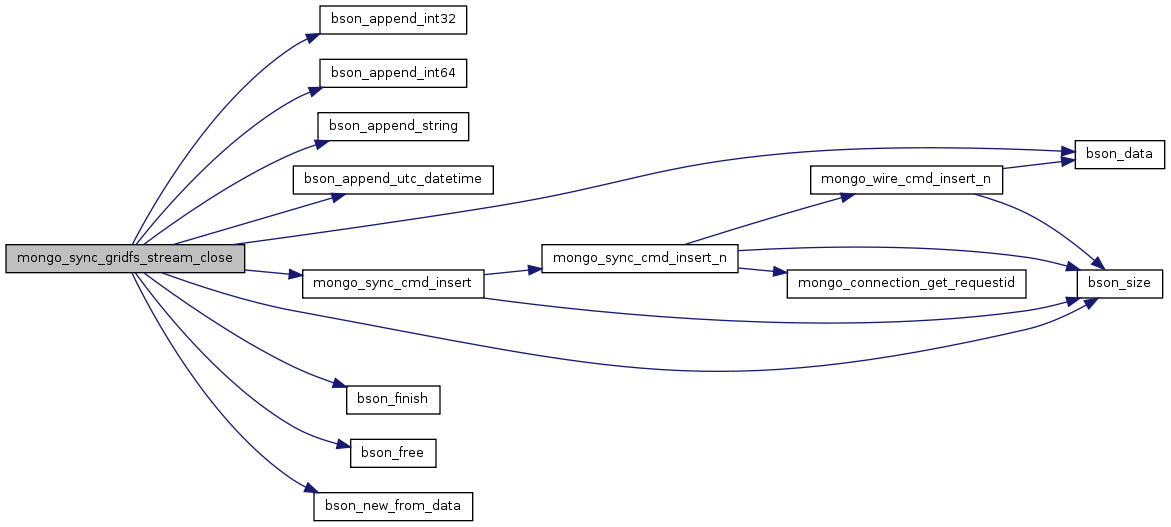 bson_append_int32
bson_append_int64
bson_append_string
bson_data
bson_append_utc_datetime
mongo_wire_cmd_insert_n
mongo_sync_gridfs_stream_close
mongo_sync_cmd_insert_n
mongo_sync_cmd_insert
mongo_connection_get_requestid
bson_size
bson_finish
bson_free
bson_new_from_data